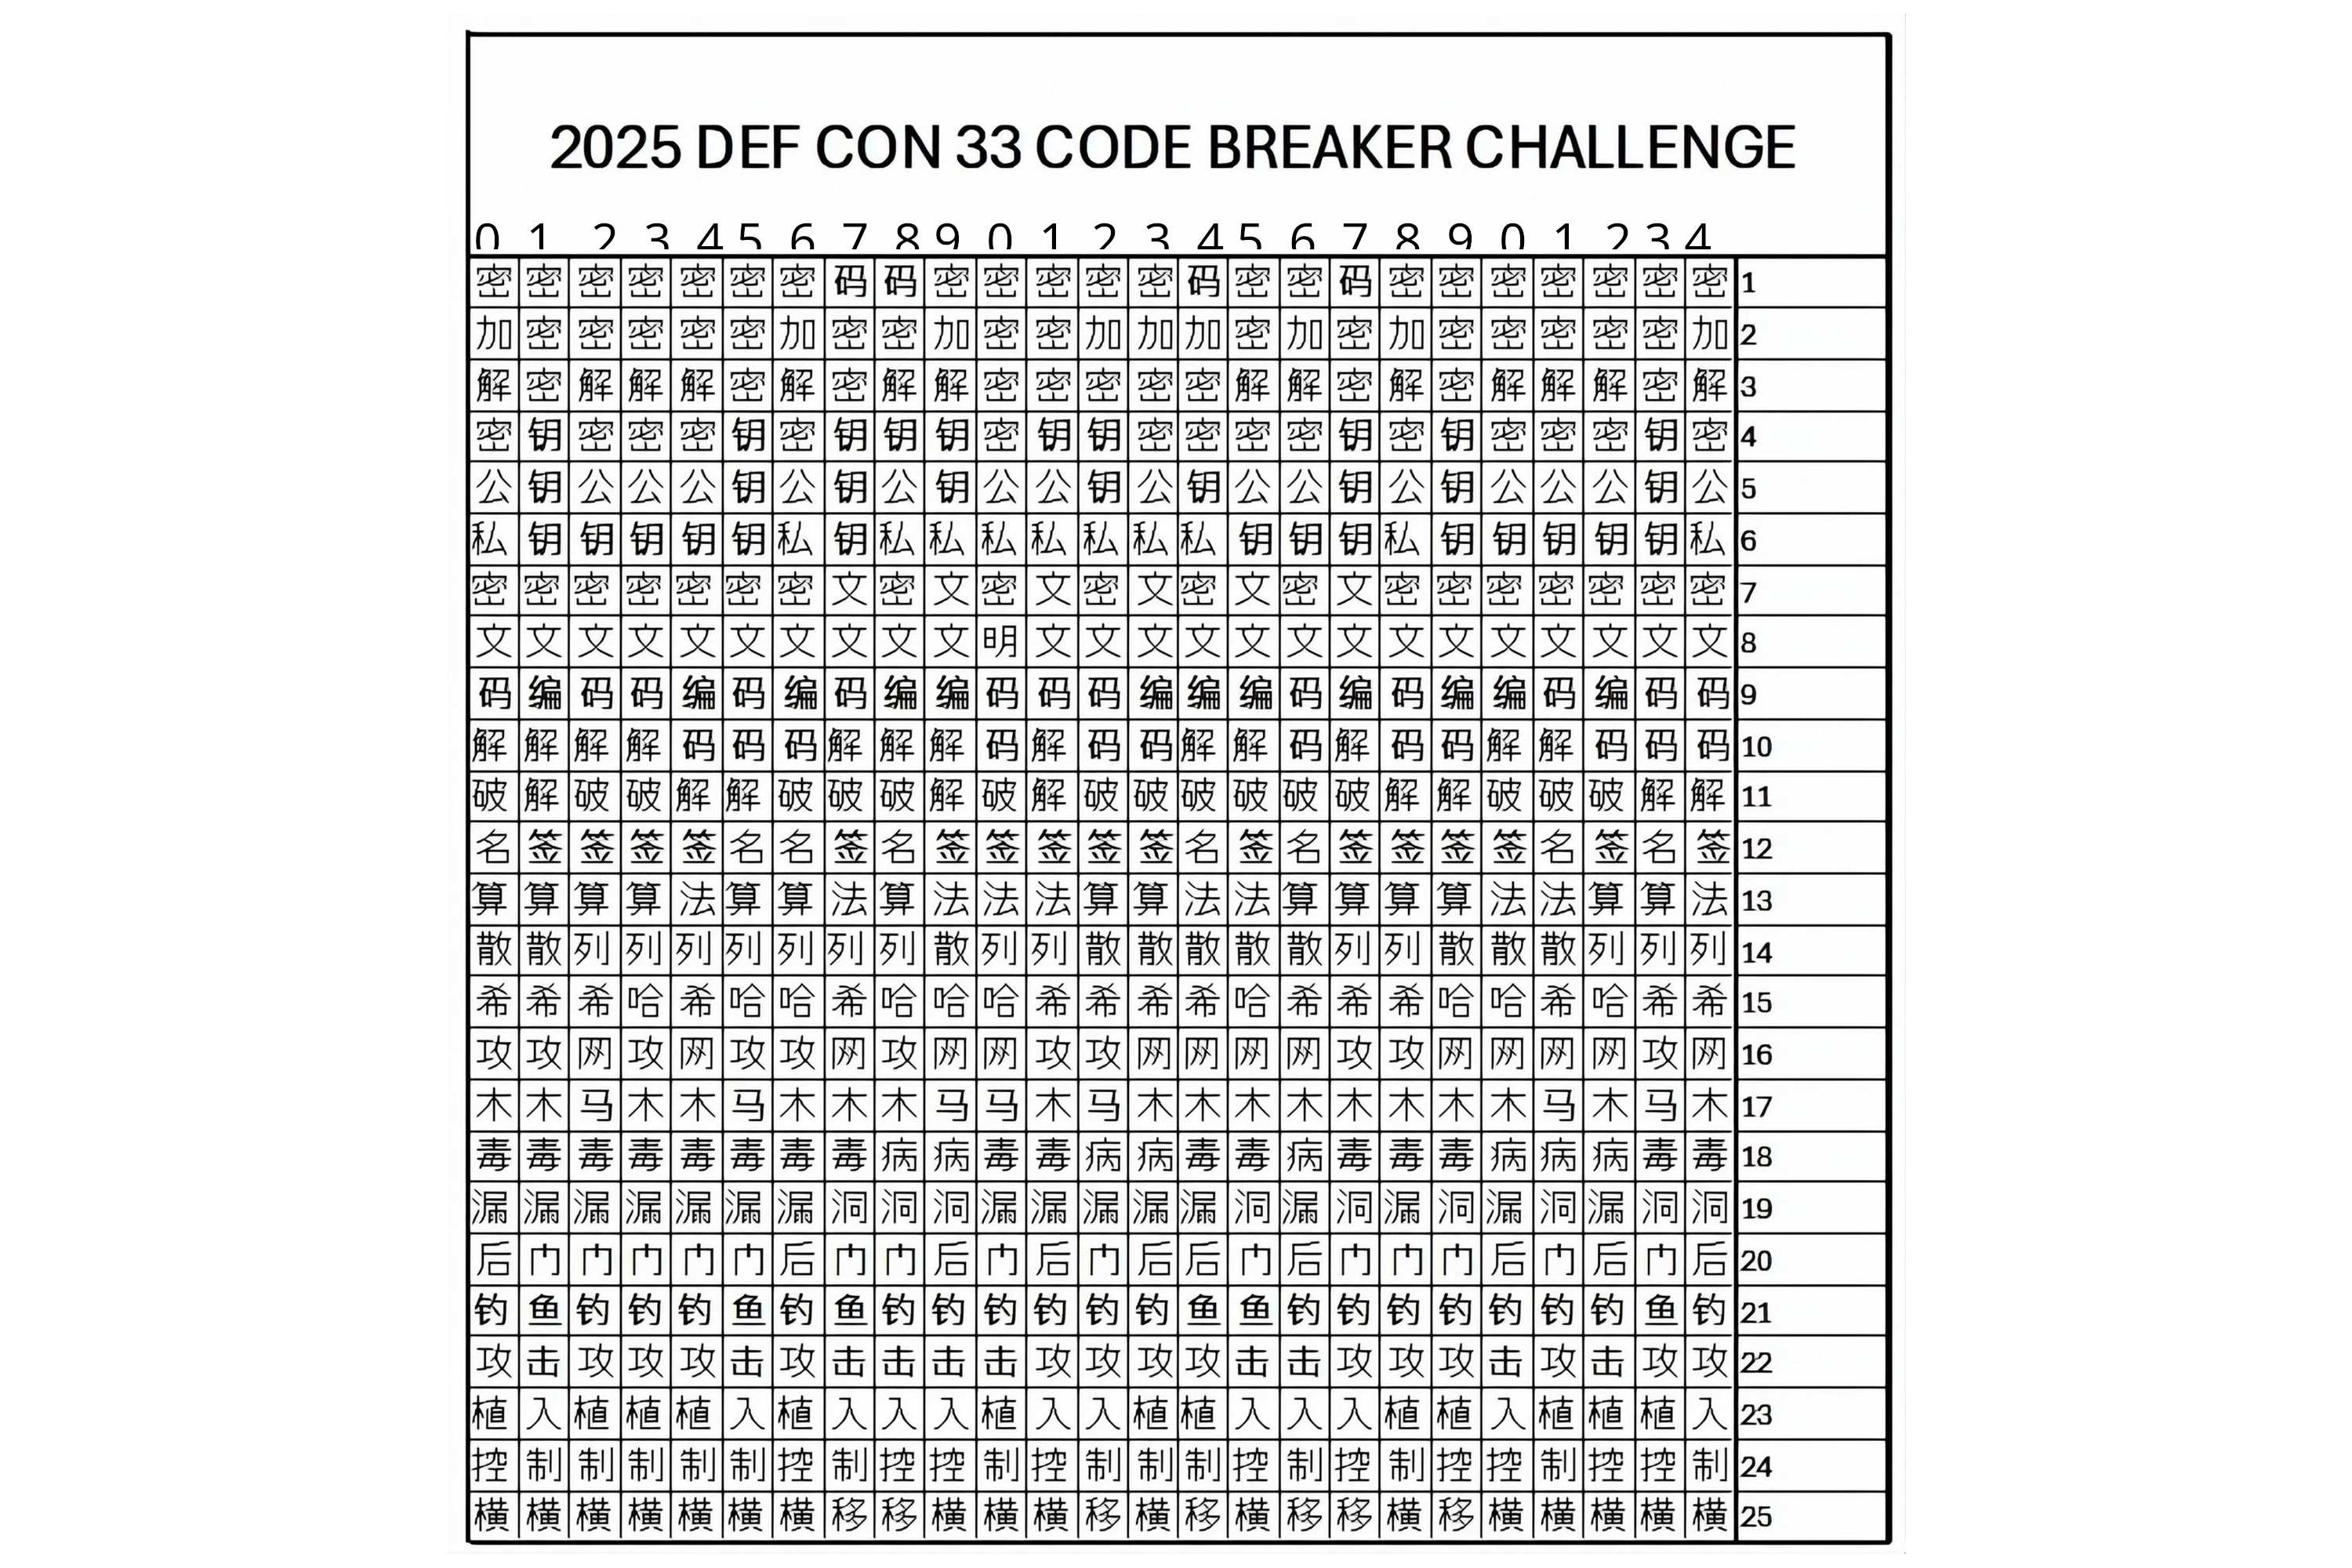 2025 DEF CON 33 CODE BREAKER CHALLENGE
0 1 2 3 4 5 6 7 8 9 0 1 2 3 4 5 6 7 8 9 0 1 2 3 4
密 密 密 密 密 密 密 码 码 密 密 密 密 密 码 密 密 码 密 密 密 密 密 密 密 1
加 密 密 密 密 密 加 密 密 加 密 密 加 加 加 密 加 密 加 密 密 密 密 密 加 2
解 密 解 解 解 密 解 密 解 解 密 密 密 密 密 解 解 密 解 密 解 解 解 密 解 3
密 钥 密 密 密 钥 密 钥 钥 钥 密 钥 钥 密 密 密 密 钥 密 钥 密 密 密 钥 密 4
公 钥 公 公 公 钥 公 钥 公 钥 公 公 钥 公 钥 公 公 钥 公 钥 公 公 公 钥 公 5
私 钥 钥 钥 钥 钥 私 钥 私 私 私 私 私 私 私 钥 钥 钥 私 钥 钥 钥 钥 钥 私 6
密 密 密 密 密 密 密 文 密 文 密 文 密 文 密 文 密 文 密 密 密 密 密 密 密 7
文 文 文 文 文 文 文 文 文 文 明 文 文 文 文 文 文 文 文 文 文 文 文 文 文 8
码 编 码 码 编 码 编 码 编 编 码 码 码 编 编 编 码 编 码 编 编 码 编 码 码 9
解 解 解 解 码 码 码 解 解 解 码 解 码 码 解 解 码 解 码 码 解 解 码 码 码 10
破 解 破 破 解 解 破 破 破 解 破 解 破 破 破 破 破 破 解 解 破 破 破 解 解 11
名 签 签 签 签 名 名 签 名 签 签 签 签 签 名 签 名 签 签 签 签 名 签 名 签 12
算 算 算 算 法 算 算 法 算 法 法 法 算 算 法 法 算 算 算 算 法 法 算 算 法 13
散 散 列 列 列 列 列 列 列 散 列 列 散 散 散 散 散 列 列 散 散 散 列 列 列 14
希 希 希 哈 希 哈 哈 希 哈 哈 哈 希 希 希 希 哈 希 希 希 哈 哈 希 哈 希 希 15
攻 攻 网 攻 网 攻 攻 网 攻 网 网 攻 攻 网 网 网 网 攻 攻 网 网 网 网 攻 网 16
木 木 马 木 木 马 木 木 木 马 马 木 马 木 木 木 木 木 木 木 木 马 木 马 木 17
毒 毒 毒 毒 毒 毒 毒 毒 病 病 毒 毒 病 病 毒 毒 病 毒 毒 毒 病 病 病 毒 毒 18
漏 漏 漏 漏 漏 漏 漏 洞 洞 洞 漏 漏 漏 漏 漏 洞 漏 洞 漏 洞 漏 洞 漏 洞 洞 19
后 门 门 门 门 门 后 门 门 后 门 后 门 后 后 门 后 门 门 门 后 门 后 门 后 20
钓 鱼 钓 钓 钓 鱼 钓 鱼 钓 钓 钓 钓 钓 钓 鱼 鱼 钓 钓 钓 钓 钓 钓 钓 鱼 钓 21
攻 击 攻 攻 攻 击 攻 击 击 击 击 攻 攻 攻 攻 击 击 攻 攻 攻 击 攻 击 攻 攻 22
植 入 植 植 植 入 植 入 入 入 植 入 入 植 植 入 入 入 植 植 入 植 植 植 入 23
控 制 制 制 制 制 控 制 控 控 制 控 制 制 制 控 制 控 制 控 控 制 控 控 制 24
横 横 横 横 横 横 横 移 移 横 横 横 移 横 移 横 移 移 横 移 横 横 横 横 横 25